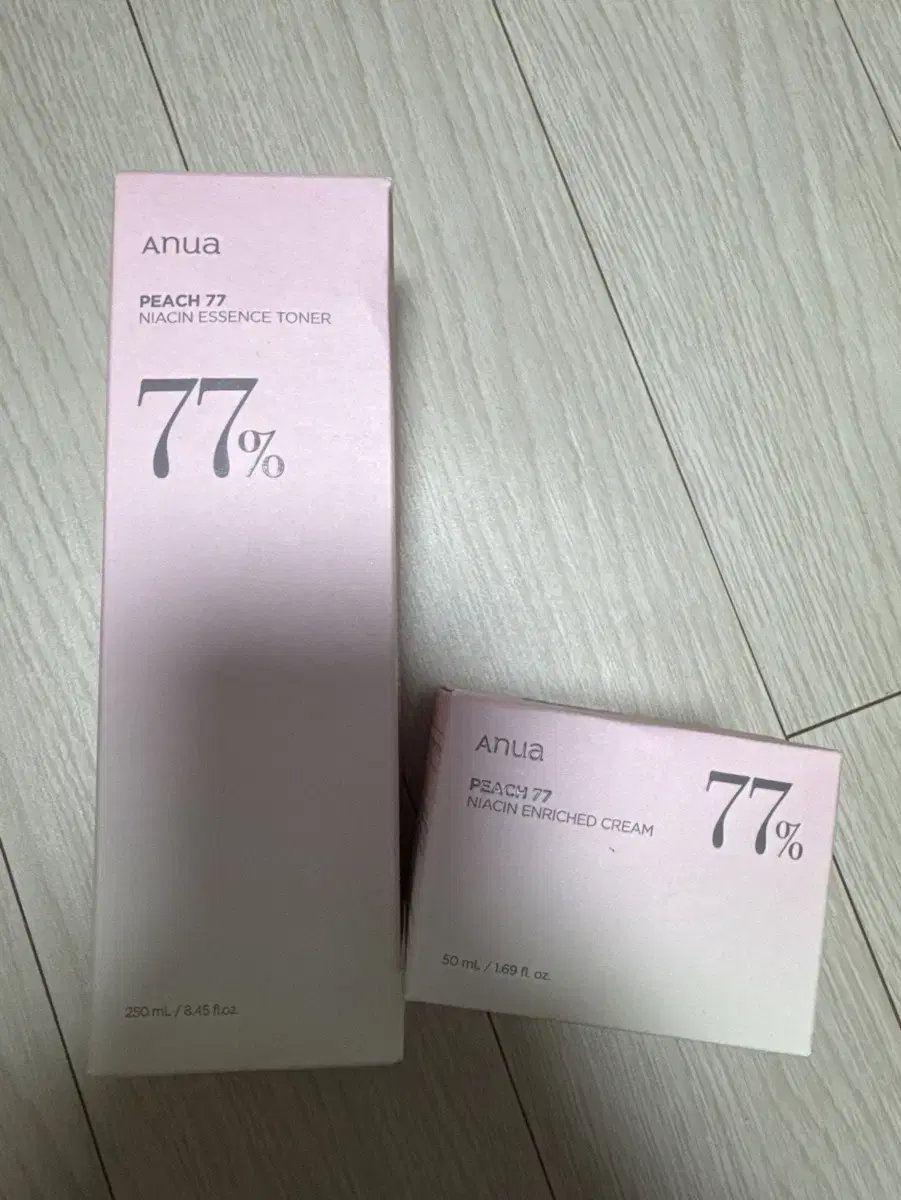 Anua
PEACH 77
NIACIN ESSENCE TONER
77%
250 mL / 8.45 fl.oz.
Anua
PEACH 77
NIACIN ENRICHED CREAM
77%
50 mL / 1.69 fl. oz.